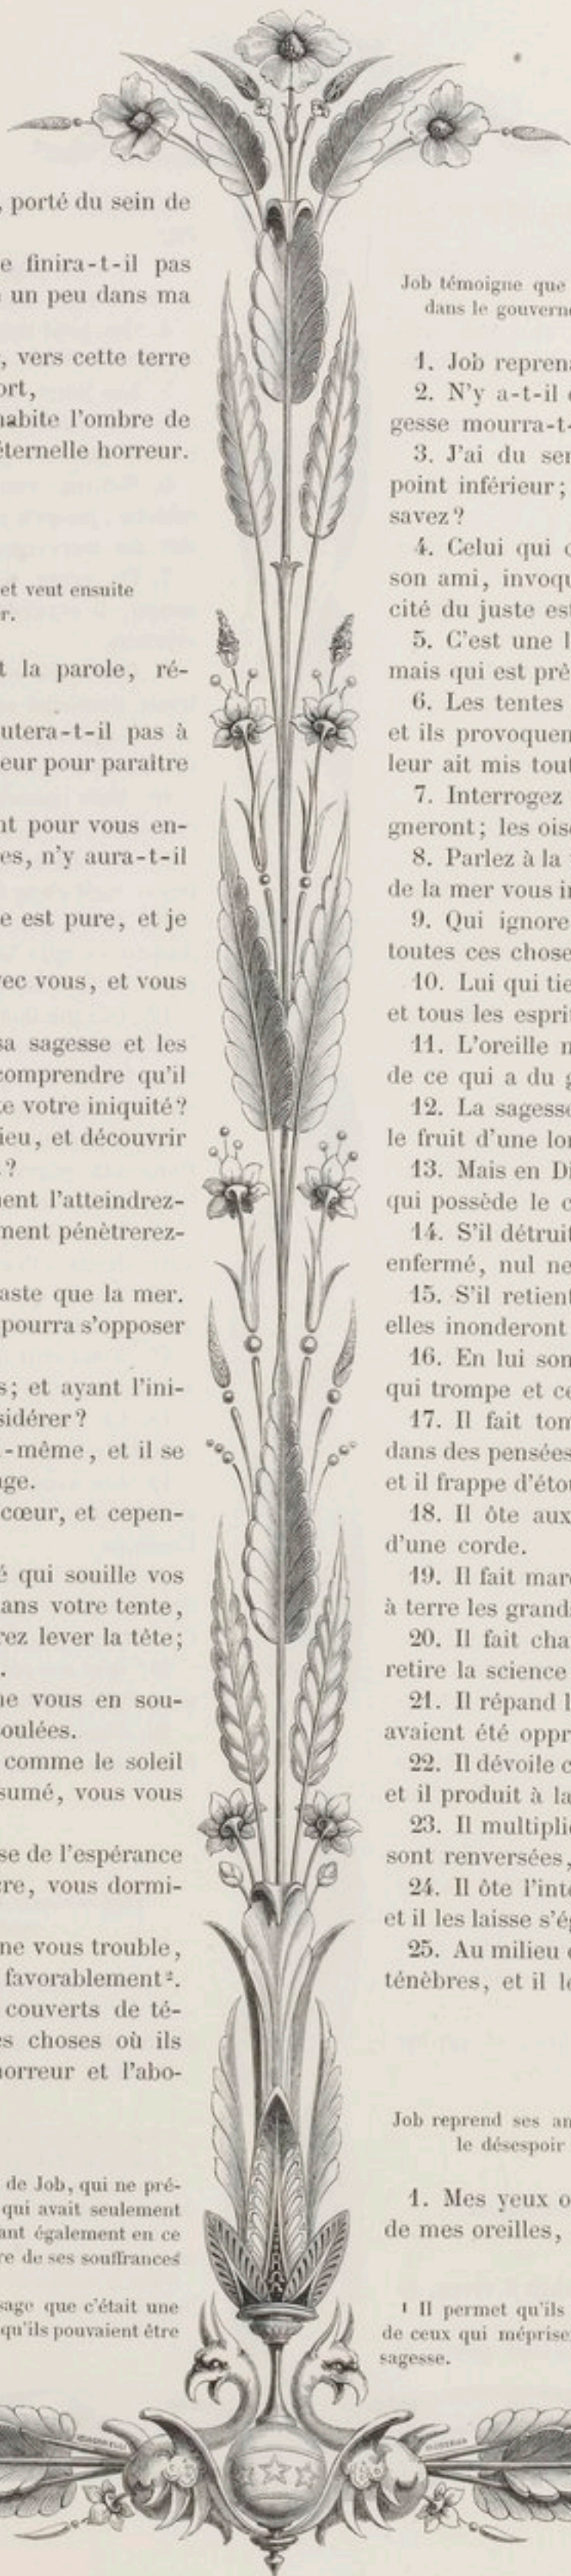 , porté du sein de
e finira-t-il pas
un peu dans ma
, vers cette terre
ort,
habite l'ombre de
éternelle horreur.
et veut ensuite
r.
t la parole, ré-
outera-t-il pas à
eur pour paraître
nt pour vous en-
es, n'y aura-t-il
e est pure, et je
vec vous, et vous
sa sagesse et les
comprendre qu'il
te votre iniquité?
ieu, et découvrir
?
ent l'atteindrez-
ment pénètrerez-
aste que la mer.
pourra s'opposer
s; et ayant l'ini-
sidérer?
-même, et il se
ge.
cœur, et cepen-
é qui souille vos
ans votre tente,
rez lever la tête;
.
ne vous en sou-
oulées.
comme le soleil
sumé, vous vous
se de l'espérance
re, vous dormi-
ne vous trouble,
favorablement².
couverts de té-
es choses où ils
horreur et l'abo-
de Job, qui ne pré-
qui avait seulement
ant également en ce
re de ses souffrances
sage que c'était une
qu'ils pouvaient être
Job témoigne que
dans le gouverne
1. Job reprena
2. N'y a-t-il
gesse mourra-t-
3. J'ai du sen
point inférieur;
savez?
4. Celui qui
son ami, invoqu
cité du juste est
5. C'est une l
mais qui est prê
6. Les tentes
et ils provoquen
leur ait mis tout
7. Interrogez
gneront; les oise
8. Parlez à la
de la mer vous in
9. Qui ignore
toutes ces chose
10. Lui qui tie
et tous les esprit
11. L'oreille n
de ce qui a du g
12. La sagesse
le fruit d'une lon
13. Mais en Di
qui possède le c
14. S'il détruit
enfermé, nul ne
15. S'il retient
elles inonderont
16. En lui son
qui trompe et ce
17. Il fait tom
dans des pensées
et il frappe d'étou
18. Il ôte aux
d'une corde.
19. Il fait marc
à terre les grands
20. Il fait cha
retire la science
21. Il répand l
avaient été oppr
22. Il dévoile c
et il produit à la
23. Il multiplie
sont renversées,
24. Il ôte l'inte
et il les laisse s'ég
25. Au milieu
ténèbres, et il le
Job reprend ses am
le désespoir
1. Mes yeux o
de mes oreilles,
¹ Il permet qu'ils
de ceux qui méprise
sagesse.